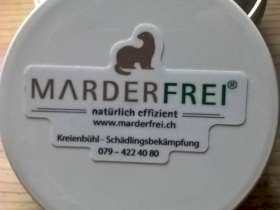 MARDERFREI®
natürlich effizient
www.marderfrei.ch
Kreienbühl - Schädlingsbekämpfung
079 - 422 40 80